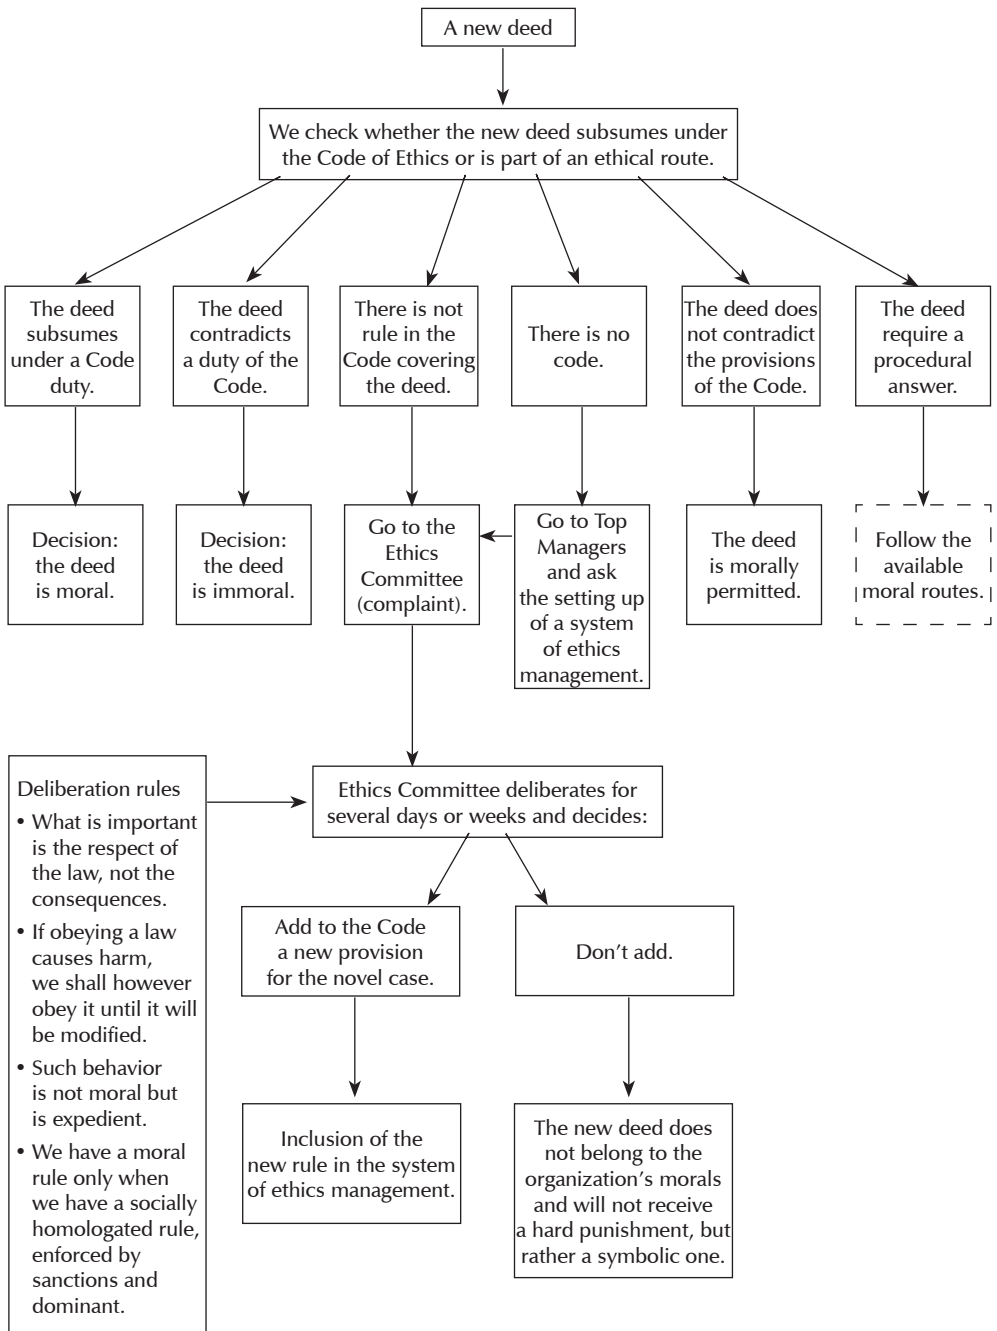 A new deed
We check whether the new deed subsumes under
the Code of Ethics or is part of an ethical route.
The deed
subsumes
under a Code
duty.
The deed
contradicts
a duty of the
Code.
There is not
rule in the
Code covering
the deed.
There is no
code.
The deed does
not contradict
the provisions
of the Code.
The deed
require a
procedural
answer.
Decision:
the deed
is moral.
Decision:
the deed
is immoral.
Go to the
Ethics
Committee
(complaint).
Go to Top
Managers
and ask
the setting up
of a system
of ethics
management.
The deed
is morally
permitted.
Follow the
available
moral routes.
Deliberation rules
• What is important
is the respect of
the law, not the
consequences.
• If obeying a law
causes harm,
we shall however
obey it until it will
be modified.
• Such behavior
is not moral but
is expedient.
• We have a moral
rule only when
we have a socially
homologated rule,
enforced by
sanctions and
dominant.
Ethics Committee deliberates for
several days or weeks and decides:
Add to the Code
a new provision
for the novel case.
Don't add.
Inclusion of the
new rule in the system
of ethics management.
The new deed does
not belong to the
organization's morals
and will not receive
a hard punishment, but
rather a symbolic one.